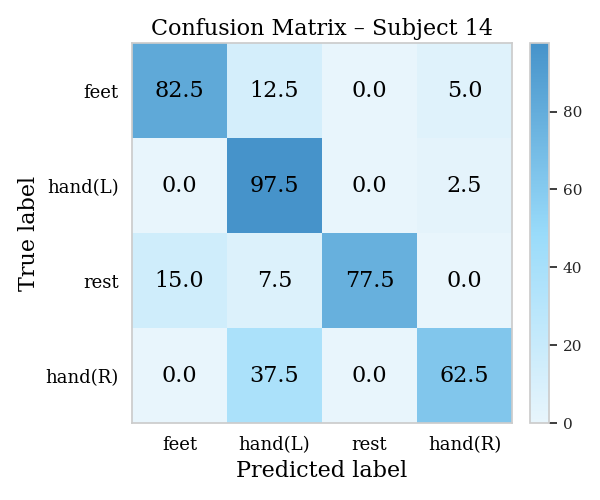 Confusion Matrix – Subject 14
feet 82.5 12.5 0.0 5.0
hand(L) 0.0 97.5 0.0 2.5
rest 15.0 7.5 77.5 0.0
hand(R) 0.0 37.5 0.0 62.5
feet hand(L) rest hand(R)
Predicted label
True label
80
60
40
20
0